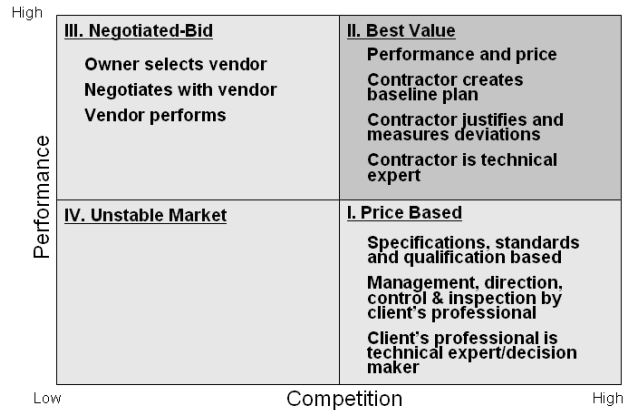 High
III. Negotiated-Bid
Owner selects vendor
Negotiates with vendor
Vendor performs
II. Best Value
Performance and price
Contractor creates
baseline plan
Contractor justifies and
measures deviations
Contractor is technical
expert
Performance
IV. Unstable Market
I. Price Based
Specifications, standards
and qualification based
Management, direction,
control & inspection by
client's professional
Client's professional is
technical expert/decision
maker
Low
Competition
High